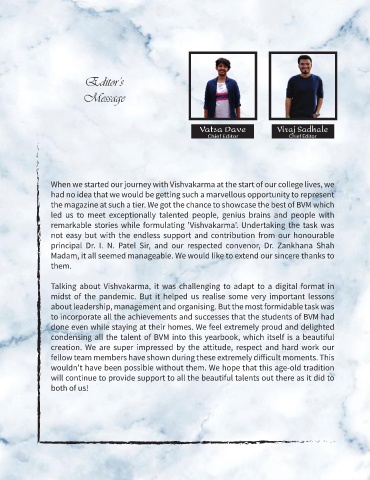 Editor's
Message
Vatsa Dave
Chief Editor
Viraj Sadhale
Chief Editor
When we started our journey with Vishvakarma at the start of our college lives, we
had no idea that we would be getting such a marvellous opportunity to represent
the magazine at such a tier. We got the chance to showcase the best of BVM which
led us to meet exceptionally talented people, genius brains and people with
remarkable stories while formulating 'Vishvakarma'. Undertaking the task was
not easy but with the endless support and contribution from our honourable
principal Dr. I. N. Patel Sir, and our respected convenor, Dr. Zankhana Shah
Madam, it all seemed manageable. We would like to extend our sincere thanks to
them.
Talking about Vishvakarma, it was challenging to adapt to a digital format in
midst of the pandemic. But it helped us realise some very important lessons
about leadership, management and organising. But the most formidable task was
to incorporate all the achievements and successes that the students of BVM had
done even while staying at their homes. We feel extremely proud and delighted
condensing all the talent of BVM into this yearbook, which itself is a beautiful
creation. We are super impressed by the attitude, respect and hard work our
fellow team members have shown during these extremely difficult moments. This
wouldn't have been possible without them. We hope that this age-old tradition
will continue to provide support to all the beautiful talents out there as it did to
both of us!